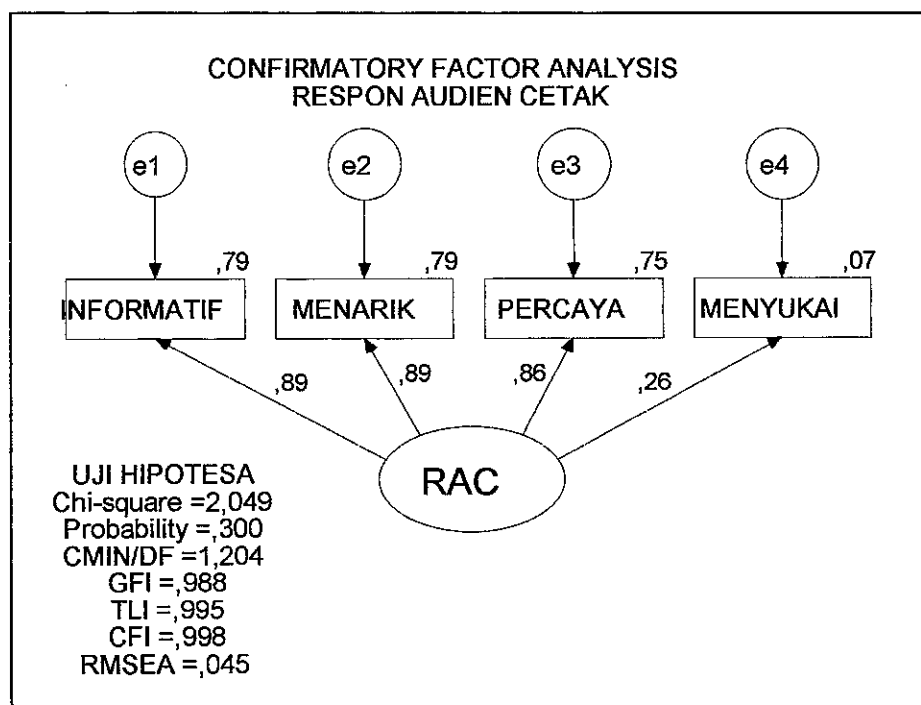 CONFIRMATORY FACTOR ANALYSIS
RESPON AUDIEN CETAK
e1 e2 e3 e4
,79 ,79 ,75 ,07
INFORMATIF MENARIK PERCAYA MENYUKAI
,89 ,89 ,86 ,26
RAC
UJI HIPOTESA
Chi-square =2,049
Probability =,300
CMIN/DF =1,204
GFI =,988
TLI =,995
CFI =,998
RMSEA =,045